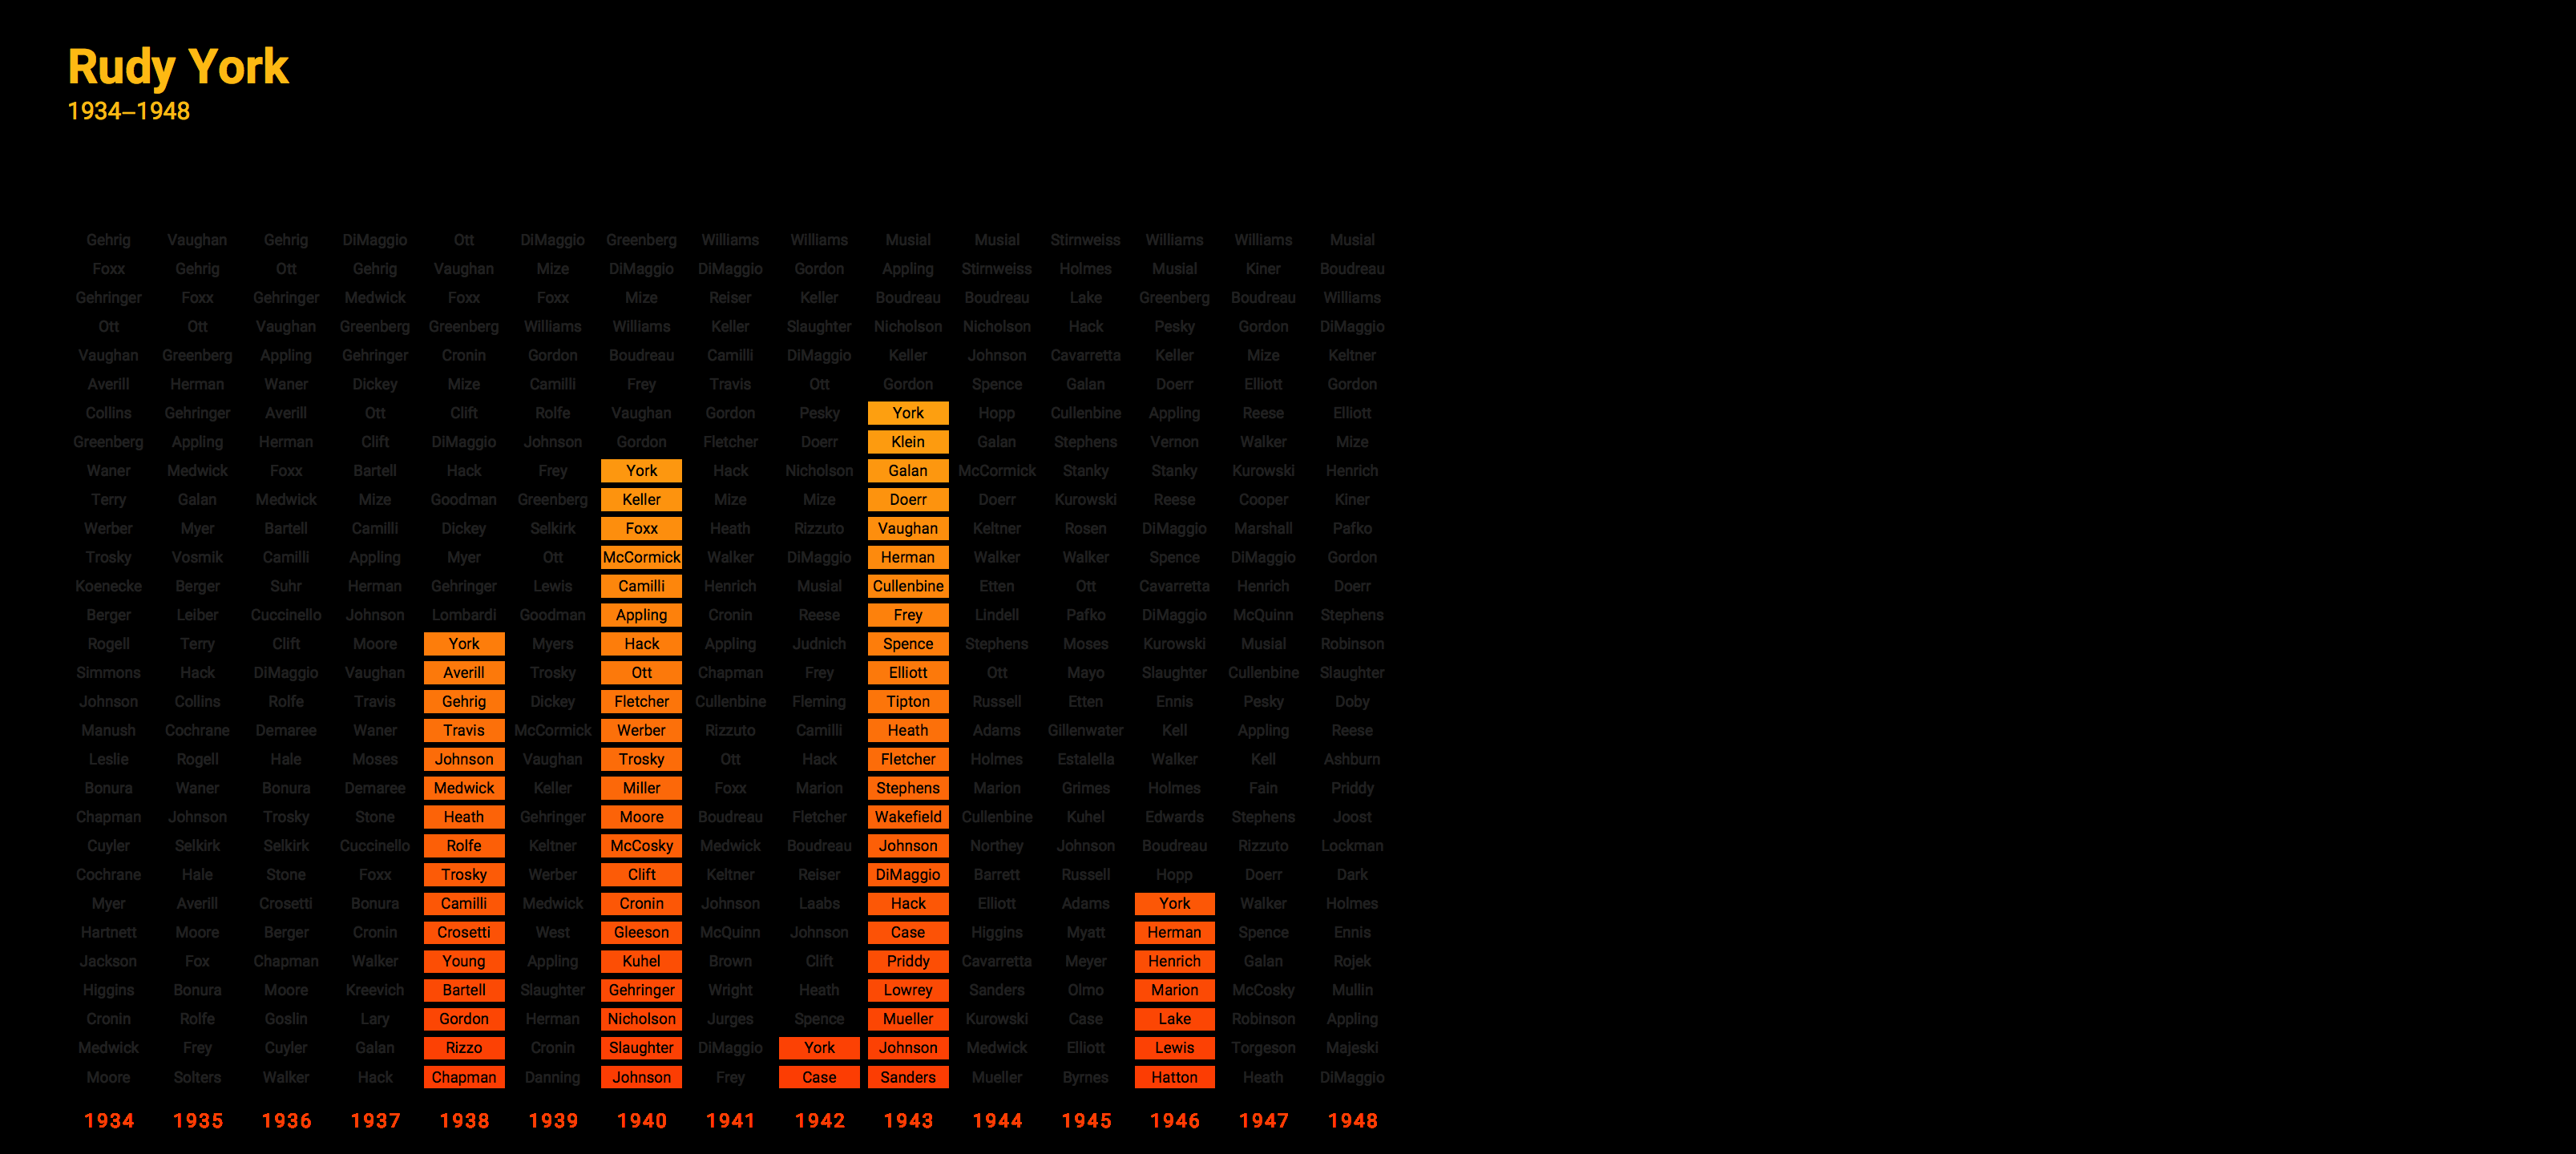 Rudy York
1934–1948
Gehrig Vaughan Gehrig DiMaggio Ott DiMaggio Greenberg Williams Williams Musial Musial Stirnweiss Williams Williams Musial
Foxx Gehrig Ott Gehrig Vaughan Mize DiMaggio DiMaggio Gordon Appling Stirnweiss Holmes Musial Kiner Boudreau
Gehringer Foxx Gehringer Medwick Foxx Foxx Mize Reiser Keller Boudreau Boudreau Lake Greenberg Boudreau Williams
Ott Ott Vaughan Greenberg Greenberg Williams Williams Keller Slaughter Nicholson Nicholson Hack Pesky Gordon DiMaggio
Vaughan Greenberg Appling Gehringer Cronin Gordon Boudreau Camilli DiMaggio Keller Johnson Cavarretta Keller Mize Keltner
Averill Herman Waner Dickey Mize Camilli Frey Travis Ott Gordon Spence Galan Doerr Elliott Gordon
Collins Gehringer Averill Ott Clift Rolfe Vaughan Gordon Pesky York Hopp Cullenbine Appling Reese Elliott
Greenberg Appling Herman Clift DiMaggio Johnson Gordon Fletcher Doerr Klein Galan Stephens Vernon Walker Mize
Waner Medwick Foxx Bartell Hack Frey York Hack Nicholson Galan McCormick Stanky Stanky Kurowski Henrich
Terry Galan Medwick Mize Goodman Greenberg Keller Mize Mize Doerr Doerr Kurowski Reese Cooper Kiner
Werber Myer Bartell Camilli Dickey Selkirk Foxx Heath Rizzuto Vaughan Keltner Rosen DiMaggio Marshall Pafko
Trosky Vosmik Camilli Appling Myer Ott McCormick Walker DiMaggio Herman Walker Walker Spence DiMaggio Gordon
Koenecke Berger Suhr Herman Gehringer Lewis Camilli Henrich Musial Cullenbine Etten Ott Cavarretta Henrich Doerr
Berger Leiber Cuccinello Johnson Lombardi Goodman Appling Cronin Reese Frey Lindell Pafko DiMaggio McQuinn Stephens
Rogell Terry Clift Moore York Myers Hack Appling Judnich Spence Stephens Moses Kurowski Musial Robinson
Simmons Hack DiMaggio Vaughan Averill Trosky Ott Chapman Frey Elliott Ott Mayo Slaughter Cullenbine Slaughter
Johnson Collins Rolfe Travis Gehrig Dickey Fletcher Cullenbine Fleming Tipton Russell Etten Ennis Pesky Doby
Manush Cochrane Demaree Waner Travis McCormick Werber Rizzuto Camilli Heath Adams Gillenwater Kell Appling Reese
Leslie Rogell Hale Moses Johnson Vaughan Trosky Ott Hack Fletcher Holmes Estalella Walker Kell Ashburn
Bonura Waner Bonura Demaree Medwick Keller Miller Foxx Marion Stephens Marion Grimes Holmes Fain Priddy
Chapman Johnson Trosky Stone Heath Gehringer Moore Boudreau Fletcher Wakefield Cullenbine Kuhel Edwards Stephens Joost
Cuyler Selkirk Selkirk Cuccinello Rolfe Keltner McCosky Medwick Boudreau Johnson Northey Johnson Boudreau Rizzuto Lockman
Cochrane Hale Stone Foxx Trosky Werber Clift Keltner Reiser DiMaggio Barrett Russell Hopp Doerr Dark
Myer Averill Crosetti Bonura Camilli Medwick Cronin Johnson Laabs Hack Elliott Adams York Walker Holmes
Hartnett Moore Berger Cronin Crosetti West Gleeson McQuinn Johnson Case Higgins Myatt Herman Spence Ennis
Jackson Fox Chapman Walker Young Appling Kuhel Brown Clift Priddy Cavarretta Meyer Henrich Galan Rojek
Higgins Bonura Moore Kreevich Bartell Slaughter Gehringer Wright Heath Lowrey Sanders Olmo Marion McCosky Mullin
Cronin Rolfe Goslin Lary Gordon Herman Nicholson Jurges Spence Mueller Kurowski Case Lake Robinson Appling
Medwick Frey Cuyler Galan Rizzo Cronin Slaughter DiMaggio York Johnson Medwick Elliott Lewis Torgeson Majeski
Moore Solters Walker Hack Chapman Danning Johnson Frey Case Sanders Mueller Byrnes Hatton Heath DiMaggio
1934 1935 1936 1937 1938 1939 1940 1941 1942 1943 1944 1945 1946 1947 1948